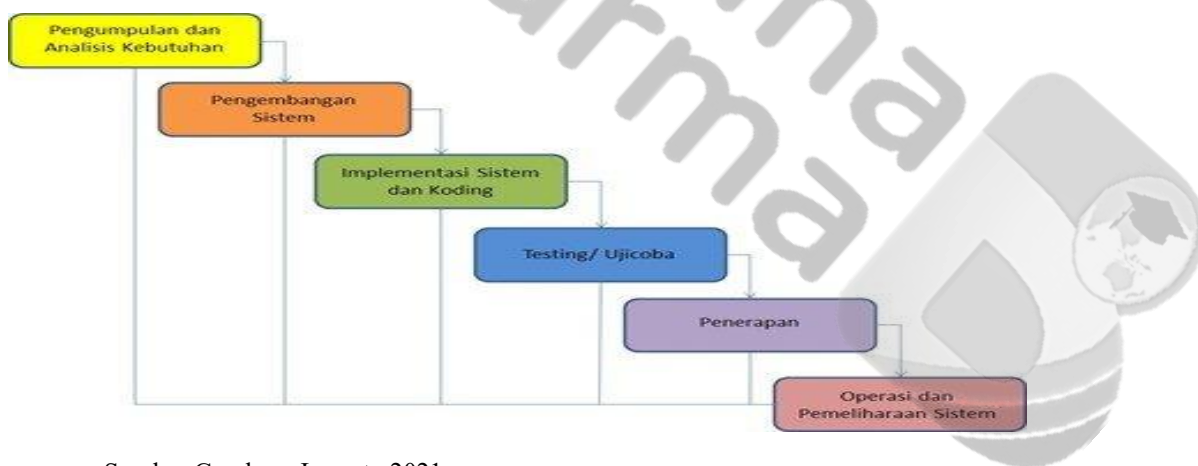 Pengumpulan dan
Analisis Kebutuhan
Pengembangan
Sistem
Implementasi Sistem
dan Koding
Testing/ Ujicoba
Penerapan
Operasi dan
Pemeliharaan Sistem